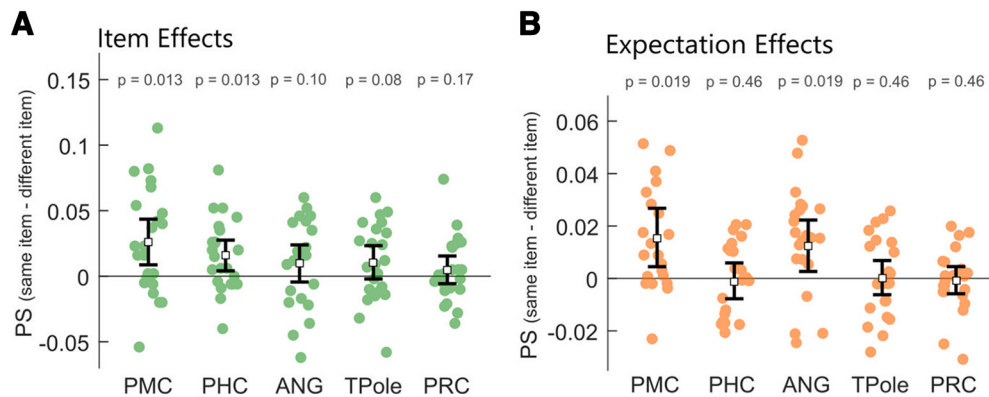 A
Item Effects
p = 0.013 p = 0.013 p = 0.10 p = 0.08 p = 0.17
PS (same item - different item)
0.15
0.1
0.05
0
-0.05
PMC PHC ANG TPole PRC
B
Expectation Effects
p = 0.019 p = 0.46 p = 0.019 p = 0.46 p = 0.46
PS (same item - different item)
0.06
0.04
0.02
0
-0.02
PMC PHC ANG TPole PRC